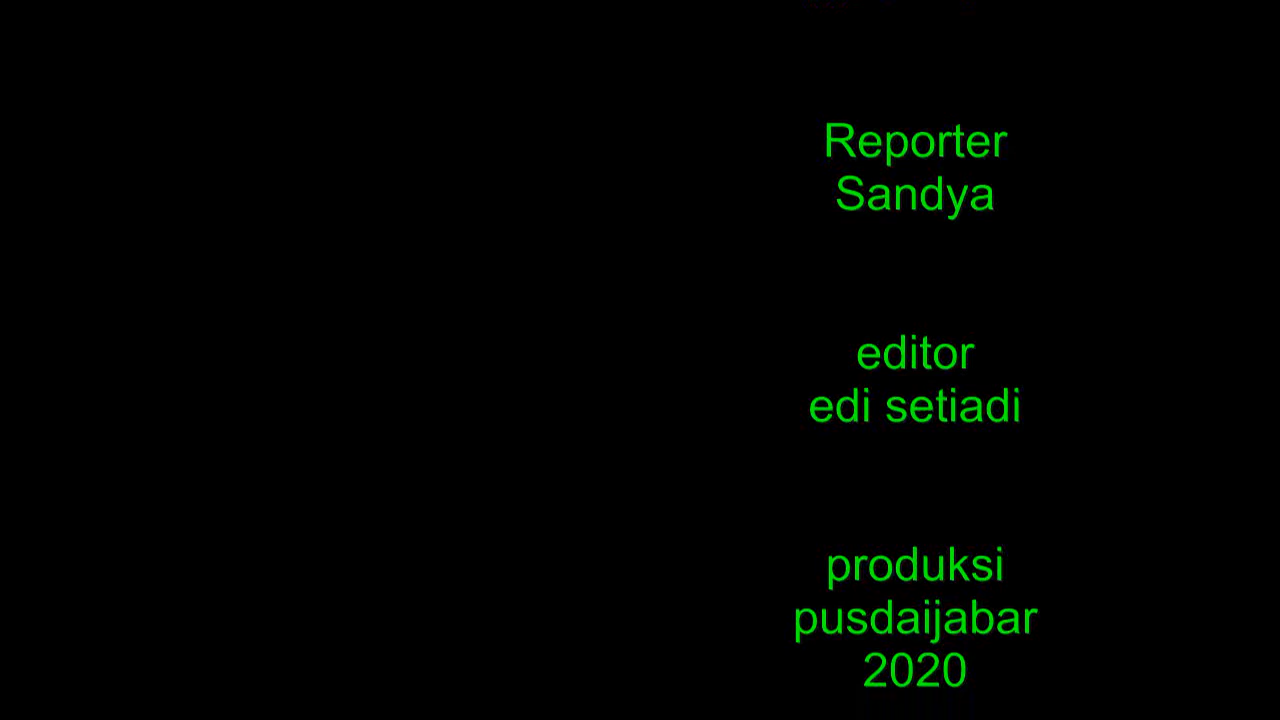 Reporter
Sandya
editor
edi setiadi
produksi
pusdaijabar
2020